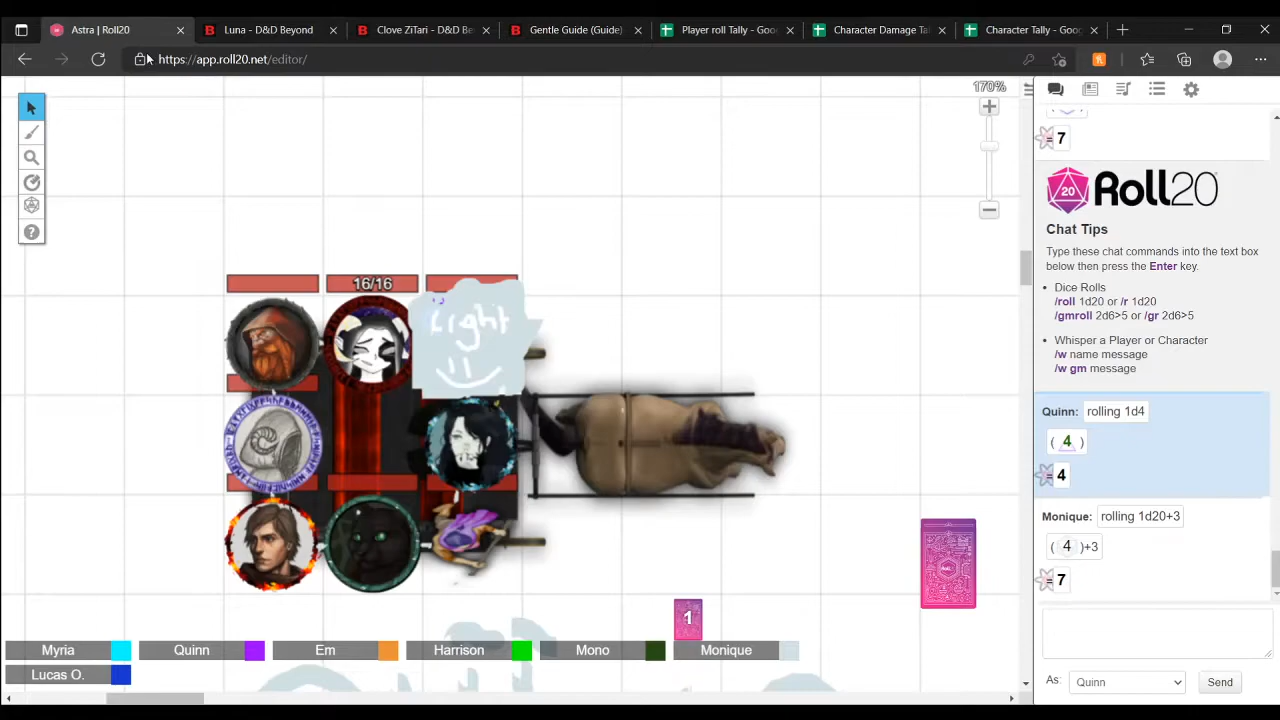 Astra | Roll20
Luna - D&D Beyond
Clove ZiTari - D&D Be
Gentle Guide (Guide)
Player roll Tally - Goo
Character Damage Ta
Character Tally - Goog
https://app.roll20.net/editor/
170%
7
20
Roll20
Chat Tips
Type these chat commands into the text box
below then press the Enter key.
• Dice Rolls
/roll 1d20 or /r 1d20
/gmroll 2d6>5 or /gr 2d6>5
• Whisper a Player or Character
/w name message
/w gm message
Quinn: rolling 1d4
( 4 )
= 4
Monique: rolling 1d20+3
( 4 )+3
= 7
16/16
Light
1
Myria
Quinn
Em
Harrison
Mono
Monique
Lucas O.
As:
Quinn
Send